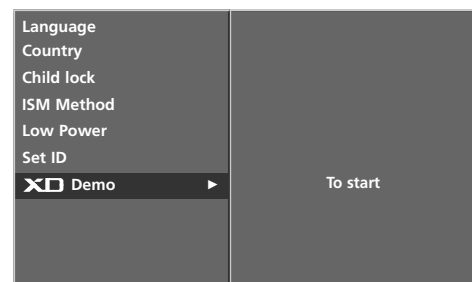 Language
Country
Child lock
ISM Method
Low Power
Set ID
XD Demo ► To start